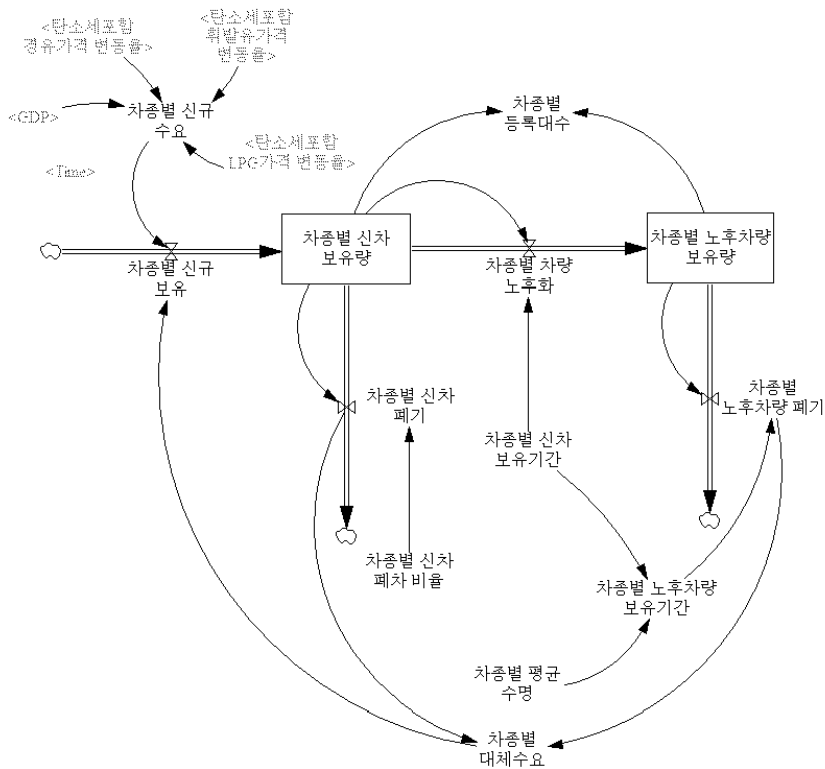 <탄소세포함
경유가격 변동율>
<탄소세포함
휘발유가격
변동율>
<GDP>
차종별 신규
수요
<탄소세포함
LPG가격 변동율>
<Time>
차종별
등록대수
차종별 신차
보유량
차종별 노후차량
보유량
차종별 신규
보유
차종별 차량
노후화
차종별 신차
폐기
차종별
노후차량 폐기
차종별 신차
보유기간
차종별 신차
폐차 비율
차종별 노후차량
보유기간
차종별 평균
수명
차종별
대체수요